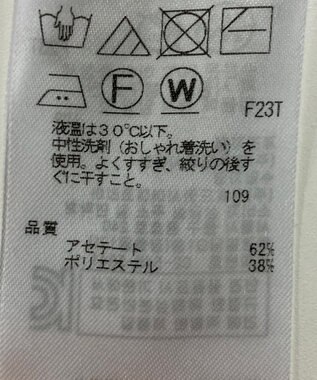 F W
F23T
液温は30℃以下。
中性洗剤（おしゃれ着洗い）を
使用。よくすすぎ、絞りの後す
ぐに干すこと。
109
品質
アセテート 62%
ポリエステル 38%